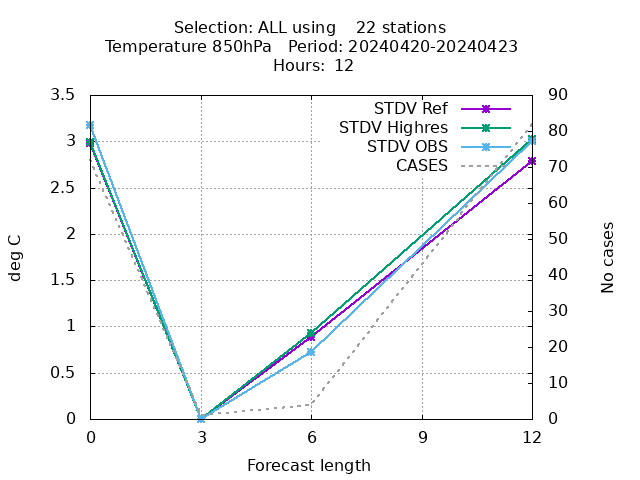 Selection: ALL using    22 stations
Temperature 850hPa   Period: 20240420-20240423
Hours: 12
STDV Ref
STDV Highres
STDV OBS
CASES
deg C
3.5
3
2.5
2
1.5
1
0.5
0
No cases
90
80
70
60
50
40
30
20
10
0
0 3 6 9 12
Forecast length